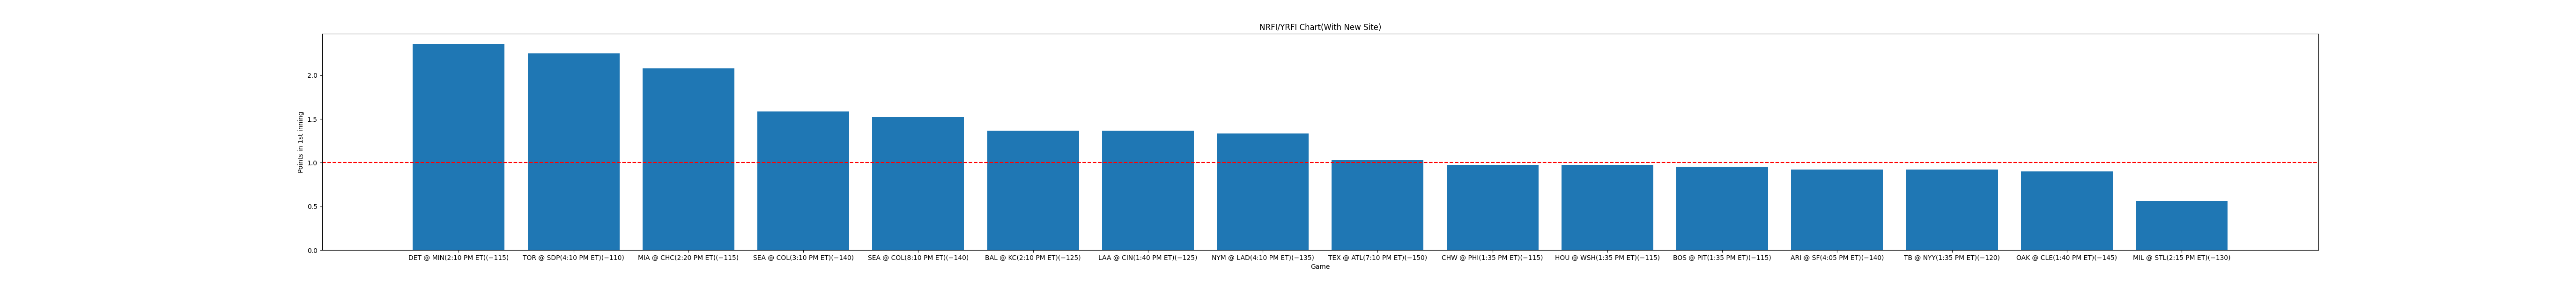 NRFI/YRFI Chart(With New Site)
Points in 1st inning
2.0
1.5
1.0
0.5
0.0
DET @ MIN(2:10 PM ET)(−115)
TOR @ SDP(4:10 PM ET)(−110)
MIA @ CHC(2:20 PM ET)(−115)
SEA @ COL(3:10 PM ET)(−140)
SEA @ COL(8:10 PM ET)(−140)
BAL @ KC(2:10 PM ET)(−125)
LAA @ CIN(1:40 PM ET)(−125)
NYM @ LAD(4:10 PM ET)(−135)
TEX @ ATL(7:10 PM ET)(−150)
CHW @ PHI(1:35 PM ET)(−115)
HOU @ WSH(1:35 PM ET)(−115)
BOS @ PIT(1:35 PM ET)(−115)
ARI @ SF(4:05 PM ET)(−140)
TB @ NYY(1:35 PM ET)(−120)
OAK @ CLE(1:40 PM ET)(−145)
MIL @ STL(2:15 PM ET)(−130)
Game